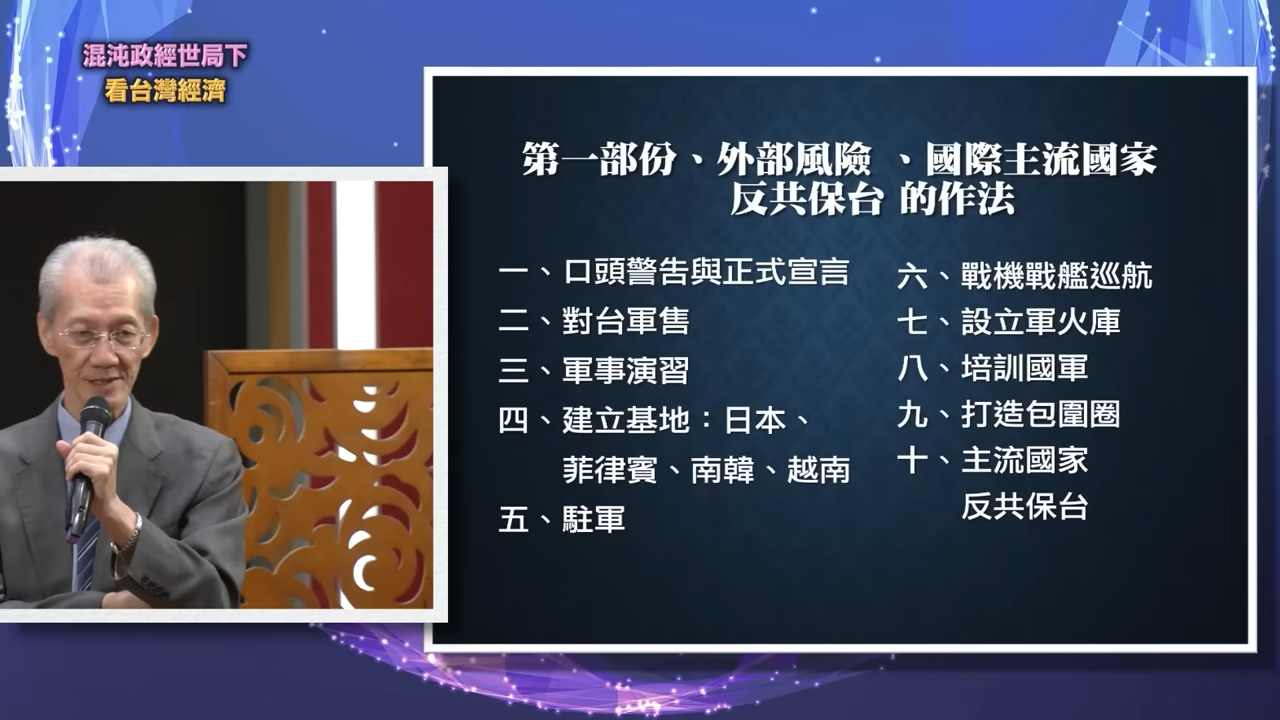 混沌政經世局下
看台灣經濟
第一部份、外部風險 、國際主流國家
反共保台 的作法
一、口頭警告與正式宣言
二、對台軍售
三、軍事演習
四、建立基地：日本、
菲律賓、南韓、越南
五、駐軍
六、戰機戰艦巡航
七、設立軍火庫
八、培訓國軍
九、打造包圍圈
十、主流國家
反共保台